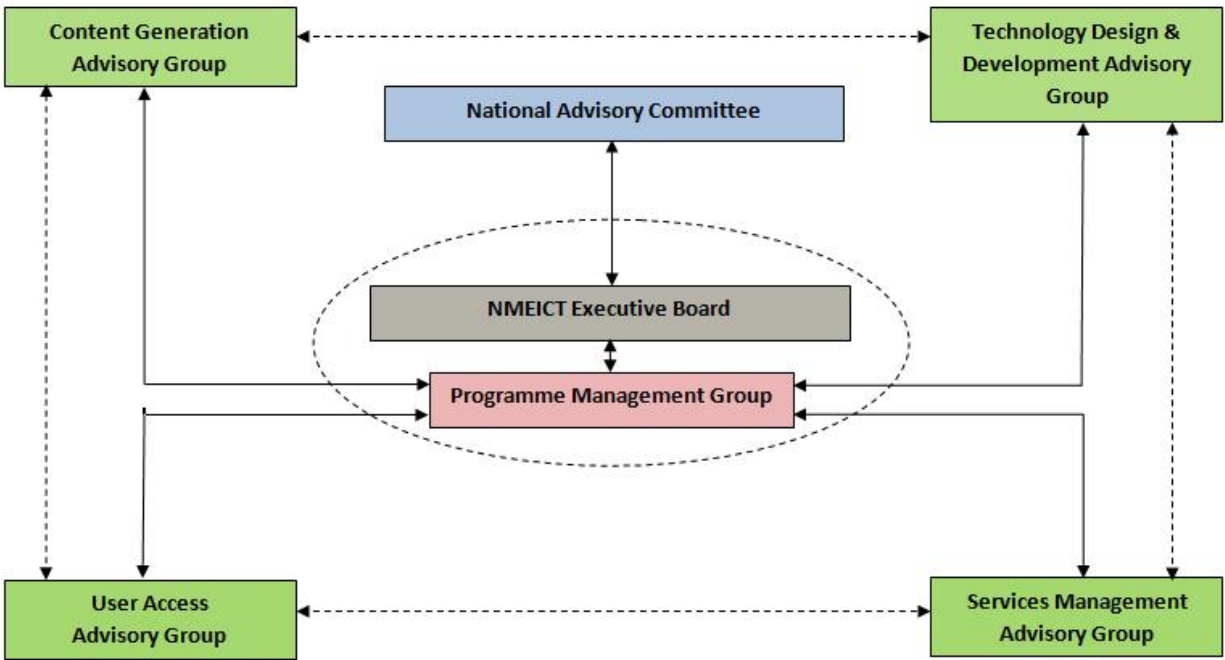 Content Generation
Advisory Group
Technology Design &
Development Advisory
Group
National Advisory Committee
NMEICT Executive Board
Programme Management Group
User Access
Advisory Group
Services Management
Advisory Group